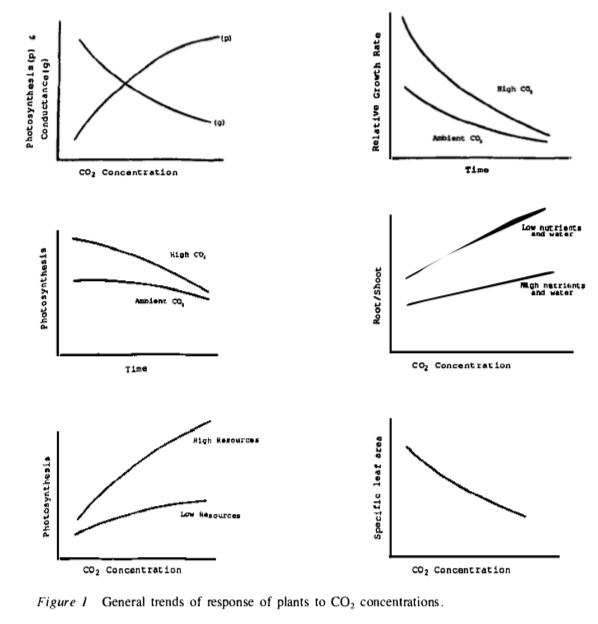 Photosynthesis(p) &
Conductance(g)
(p)
(g)
CO₂ Concentration
Relative Growth Rate
High CO₂
Ambient CO₂
Time
Photosynthesis
High CO₂
Ambient CO₂
Time
Root/Shoot
Low nutrients
and water
High nutrients
and water
CO₂ Concentration
Photosynthesis
High Resources
Low Resources
CO₂ Concentration
Specific leaf area
CO₂ Concentration
Figure 1 General trends of response of plants to CO₂ concentrations.